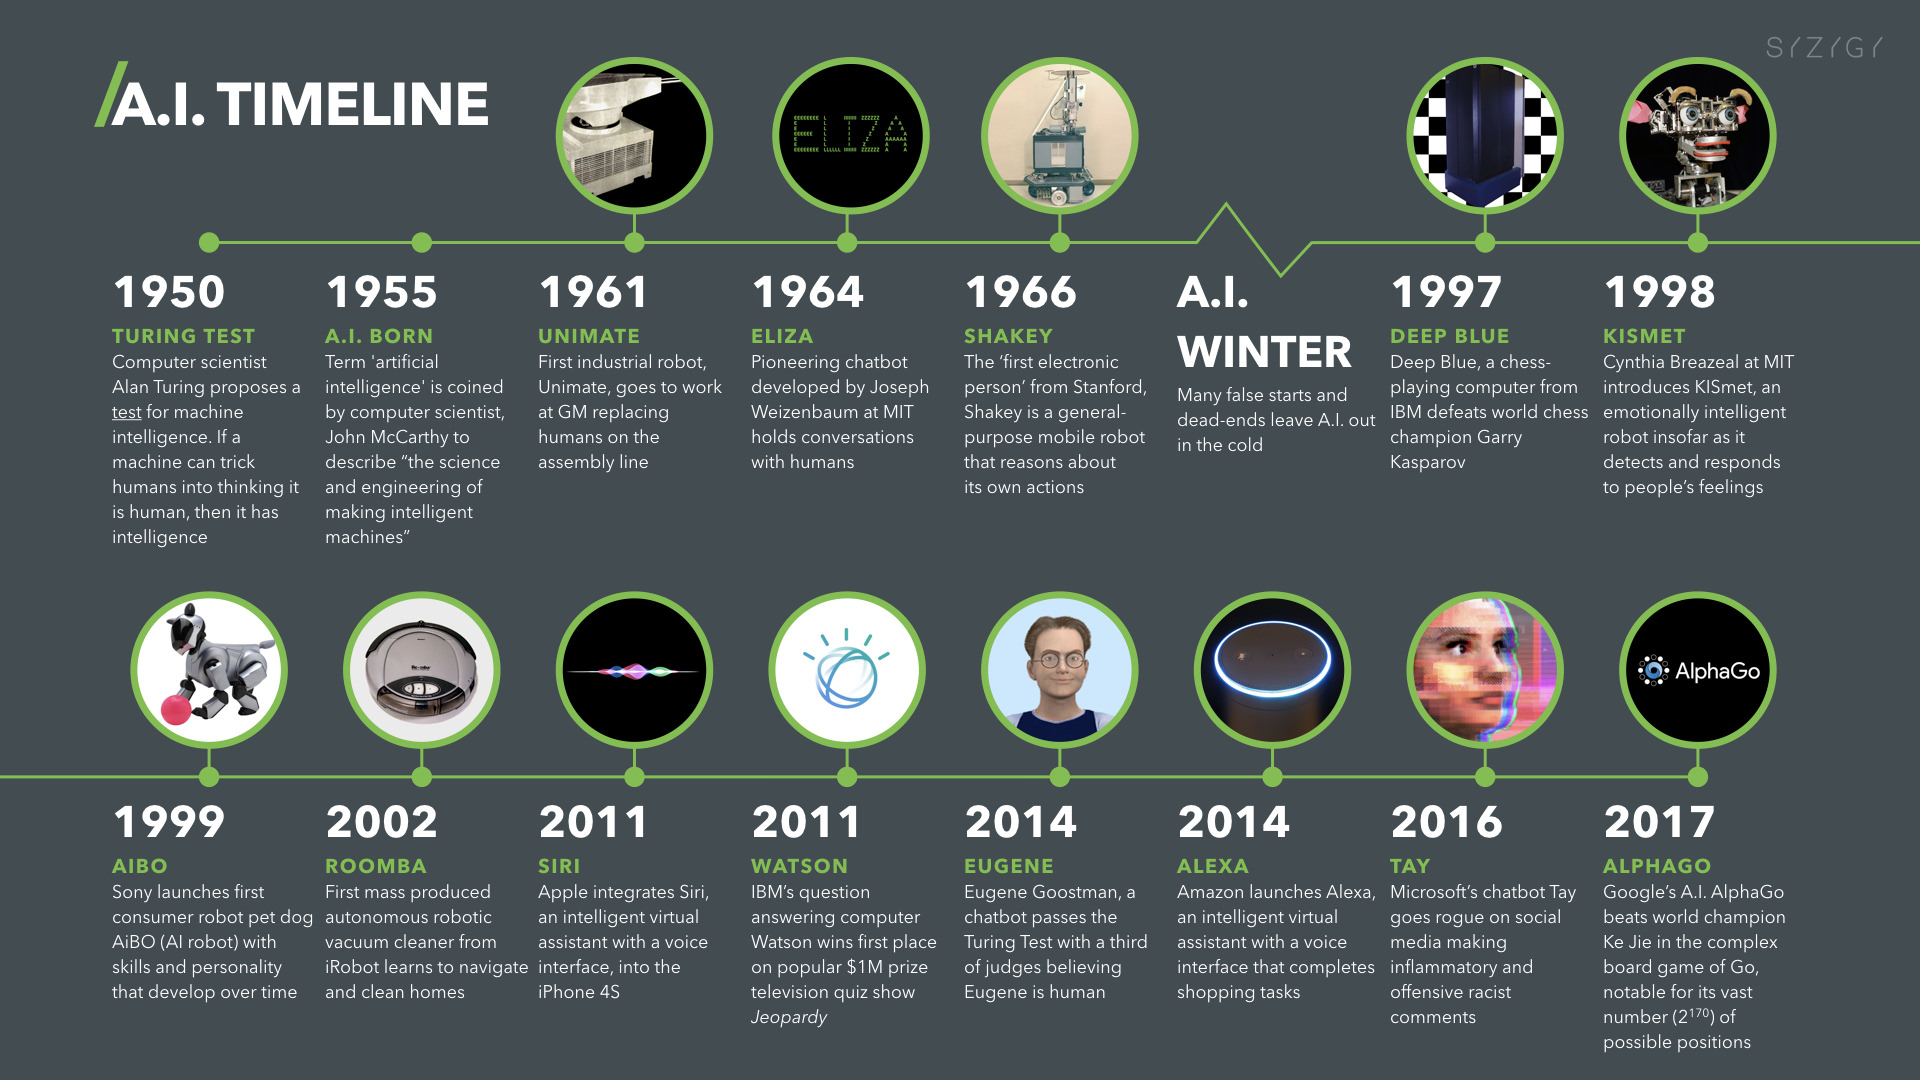 SYZYGY
/A.I. TIMELINE
ELIZA
1950
TURING TEST
Computer scientist
Alan Turing proposes a
test for machine
intelligence. If a
machine can trick
humans into thinking it
is human, then it has
intelligence
1955
A.I. BORN
Term 'artificial
intelligence' is coined
by computer scientist,
John McCarthy to
describe “the science
and engineering of
making intelligent
machines”
1961
UNIMATE
First industrial robot,
Unimate, goes to work
at GM replacing
humans on the
assembly line
1964
ELIZA
Pioneering chatbot
developed by Joseph
Weizenbaum at MIT
holds conversations
with humans
1966
SHAKEY
The ‘first electronic
person’ from Stanford,
Shakey is a general-
purpose mobile robot
that reasons about
its own actions
A.I.
WINTER
Many false starts and
dead-ends leave A.I. out
in the cold
1997
DEEP BLUE
Deep Blue, a chess-
playing computer from
IBM defeats world chess
champion Garry
Kasparov
1998
KISMET
Cynthia Breazeal at MIT
introduces KISmet, an
emotionally intelligent
robot insofar as it
detects and responds
to people’s feelings
AlphaGo
1999
AIBO
Sony launches first
consumer robot pet dog
AiBO (AI robot) with
skills and personality
that develop over time
2002
ROOMBA
First mass produced
autonomous robotic
vacuum cleaner from
iRobot learns to navigate
and clean homes
2011
SIRI
Apple integrates Siri,
an intelligent virtual
assistant with a voice
interface, into the
iPhone 4S
2011
WATSON
IBM’s question
answering computer
Watson wins first place
on popular $1M prize
television quiz show
Jeopardy
2014
EUGENE
Eugene Goostman, a
chatbot passes the
Turing Test with a third
of judges believing
Eugene is human
2014
ALEXA
Amazon launches Alexa,
an intelligent virtual
assistant with a voice
interface that completes
shopping tasks
2016
TAY
Microsoft’s chatbot Tay
goes rogue on social
media making
inflammatory and
offensive racist
comments
2017
ALPHAGO
Google’s A.I. AlphaGo
beats world champion
Ke Jie in the complex
board game of Go,
notable for its vast
number (2¹⁷⁰) of
possible positions